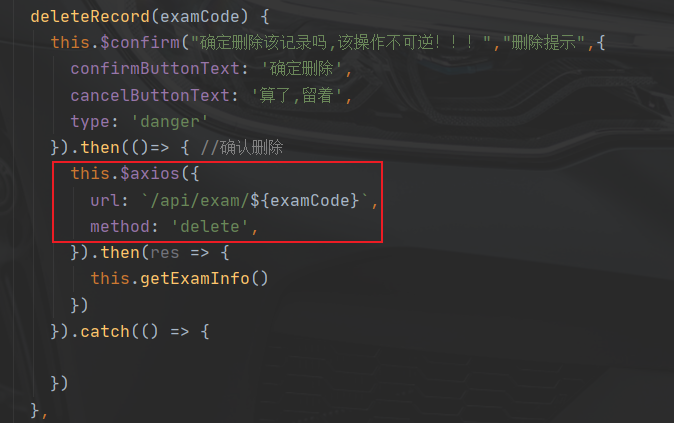 deleteRecord(examCode) {
this.$confirm("确定删除该记录吗,该操作不可逆！！！","删除提示",{
confirmButtonText: '确定删除',
cancelButtonText: '算了,留着',
type: 'danger'
}).then(()=> { //确认删除
this.$axios({
url: `/api/exam/${examCode}`,
method: 'delete',
}).then(res => {
this.getExamInfo()
})
}).catch(() => {
})
},